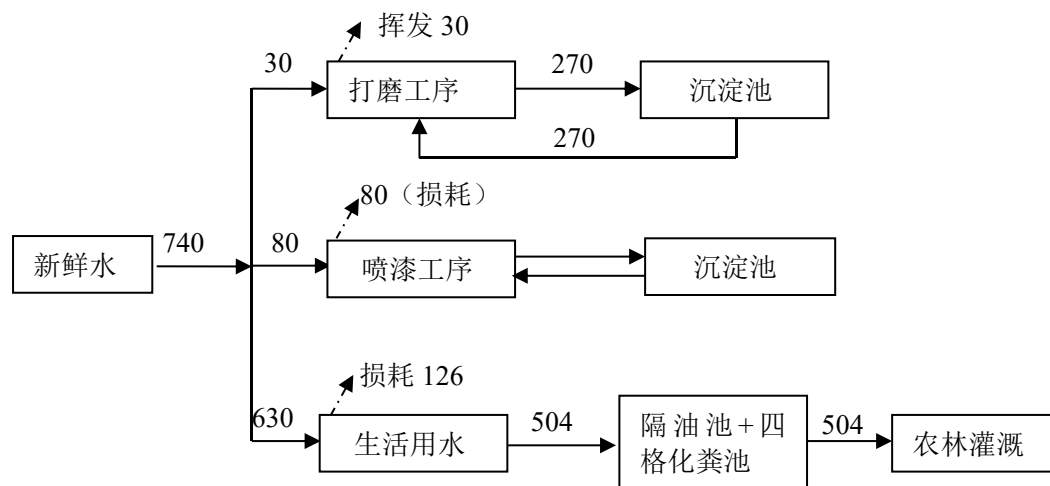 挥发 30
30
打磨工序
270
沉淀池
270
80（损耗）
新鲜水
740
80
喷漆工序
沉淀池
损耗 126
630
生活用水
504
隔油池+四
格化粪池
504
农林灌溉